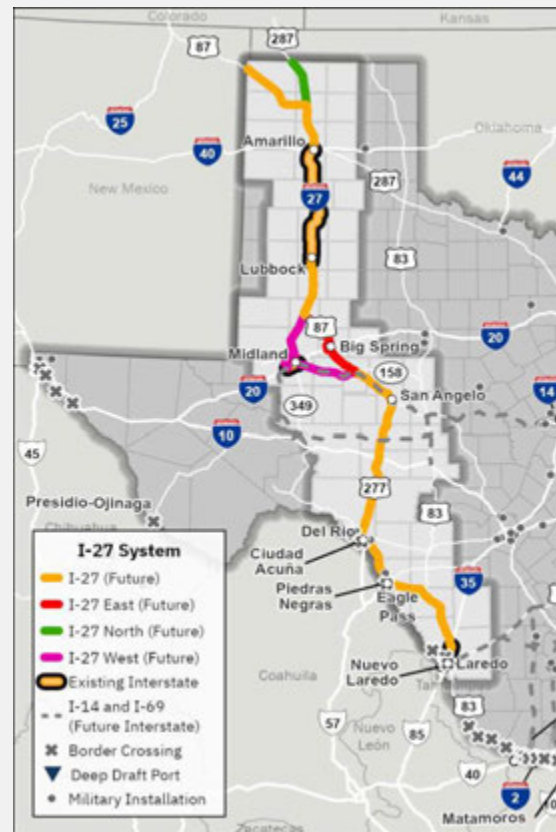 Colorado
Kansas
87
287
25
40
Amarillo
Oklahoma
New Mexico
27
287
44
83
Lubbock
87
20
Big Spring
Midland
158
20
349
San Angelo
14
10
45
277
83
Presidio-Ojinaga
Chihuahua
Del Rio
Ciudad
Acuña
35
Piedras
Negras
Eagle
Pass
Nuevo
Laredo
Laredo
Coahuila
83
57
Nuevo
León
85
40
2
Matamoros
Zacatecas
I-27 System
I-27 (Future)
I-27 East (Future)
I-27 North (Future)
I-27 West (Future)
Existing Interstate
I-14 and I-69
(Future Interstate)
Border Crossing
Deep Draft Port
Military Installation